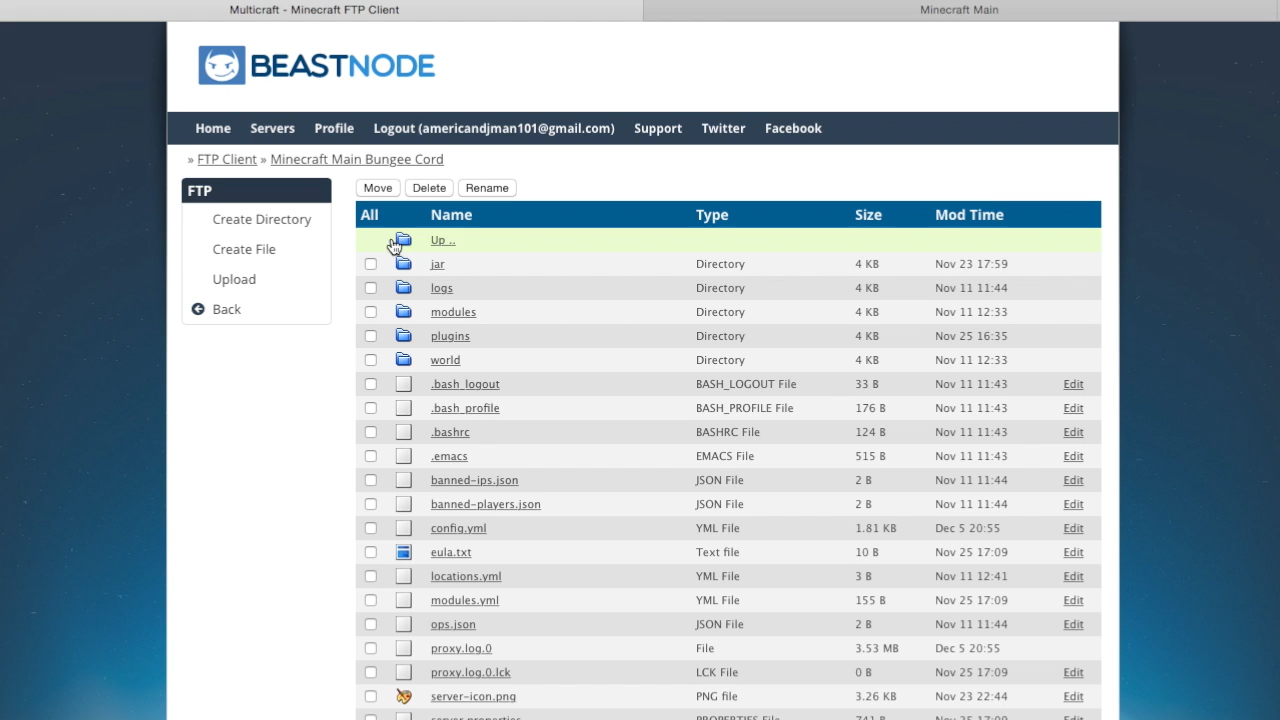 Multicraft - Minecraft FTP Client Minecraft Main
BEASTNODE
Home Servers Profile Logout (americandjman101@gmail.com) Support Twitter Facebook
» FTP Client » Minecraft Main Bungee Cord
FTP
Create Directory
Create File
Upload
Back
Move Delete Rename
All Name Type Size Mod Time
Up ..
jar Directory 4 KB Nov 23 17:59
logs Directory 4 KB Nov 11 11:44
modules Directory 4 KB Nov 11 12:33
plugins Directory 4 KB Nov 25 16:35
world Directory 4 KB Nov 11 12:33
.bash_logout BASH_LOGOUT File 33 B Nov 11 11:43 Edit
.bash_profile BASH_PROFILE File 176 B Nov 11 11:43 Edit
.bashrc BASHRC File 124 B Nov 11 11:43 Edit
.emacs EMACS File 515 B Nov 11 11:43 Edit
banned-ips.json JSON File 2 B Nov 11 11:44 Edit
banned-players.json JSON File 2 B Nov 11 11:44 Edit
config.yml YML File 1.81 KB Dec 5 20:55 Edit
eula.txt Text file 10 B Nov 25 17:09 Edit
locations.yml YML File 3 B Nov 11 12:41 Edit
modules.yml YML File 155 B Nov 25 17:09 Edit
ops.json JSON File 2 B Nov 11 11:44 Edit
proxy.log.0 File 3.53 MB Dec 5 20:55
proxy.log.0.lck LCK File 0 B Nov 25 17:09 Edit
server-icon.png PNG file 3.26 KB Nov 23 22:44 Edit
server.properties PROPERTIES File 741 B Nov 25 17:09 Edit